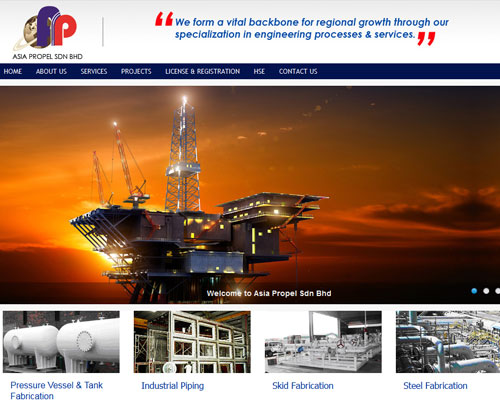 ap
ASIA PROPEL SDN BHD
"We form a vital backbone for regional growth through our
specialization in engineering processes & services."
HOME ABOUT US SERVICES PROJECTS LICENSE & REGISTRATION HSE CONTACT US
Welcome to Asia Propel Sdn Bhd
Pressure Vessel & Tank
Fabrication
Industrial Piping
Skid Fabrication
Steel Fabrication